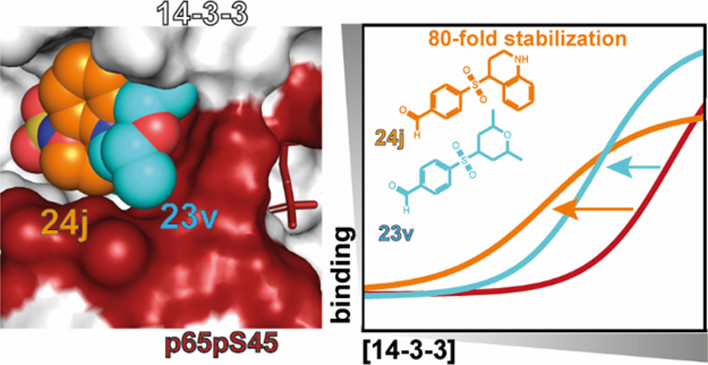 14-3-3
24j
23v
p65pS45
80-fold stabilization
NH
O
S
O
O
H
24j
O
O
S
O
O
H
23v
binding
[14-3-3]